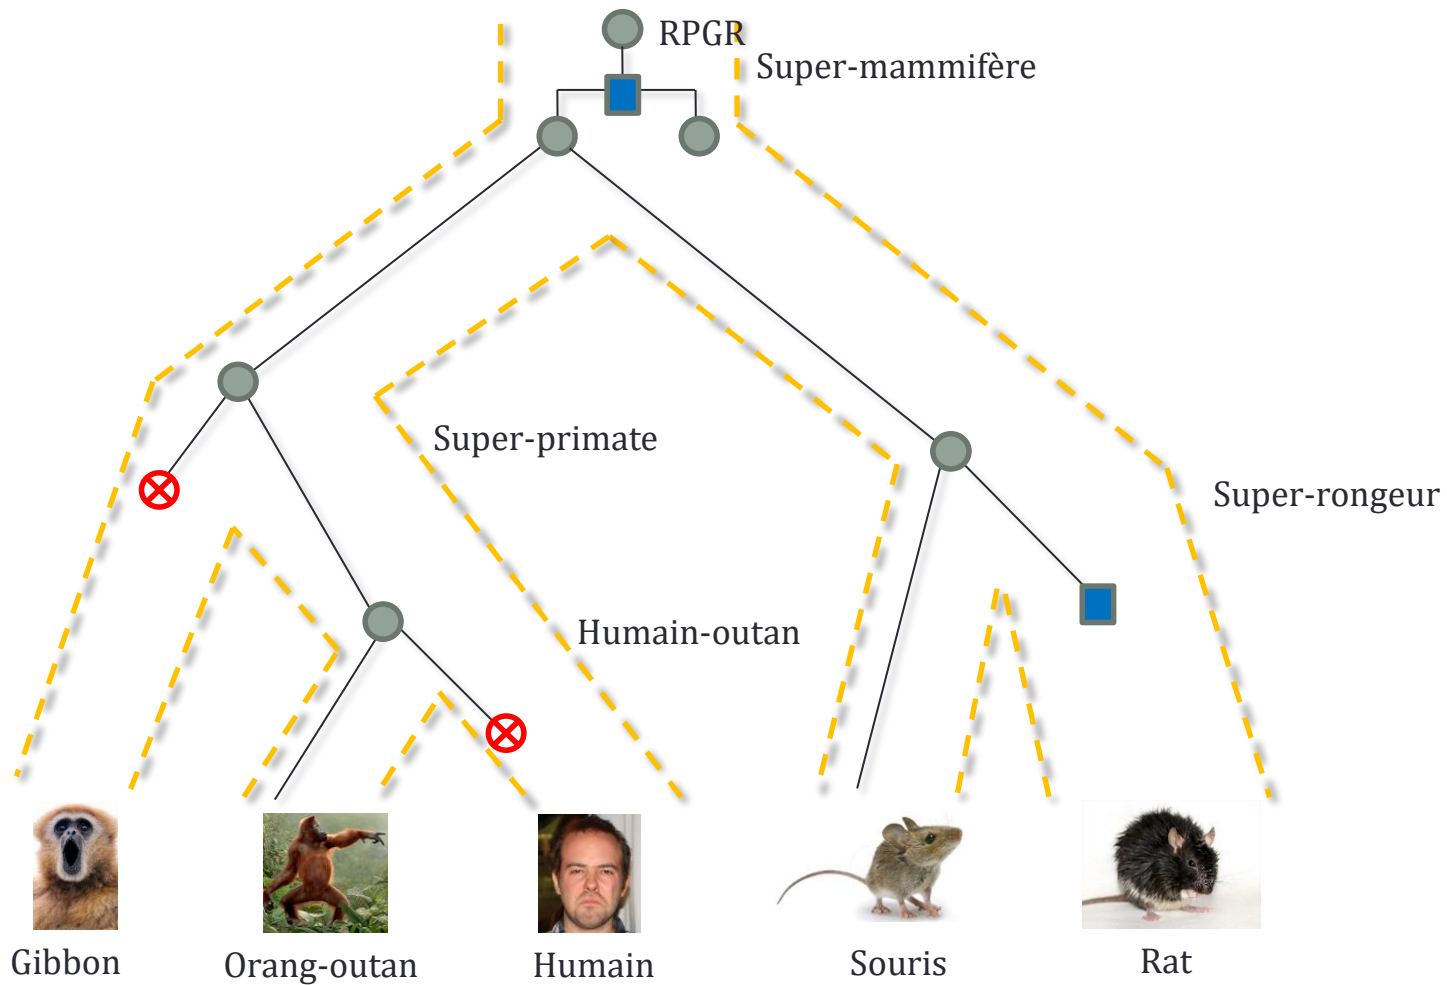 RPGR
Super-mammifère
Super-primate
Super-rongeur
Humain-outan
Gibbon
Orang-outan
Humain
Souris
Rat